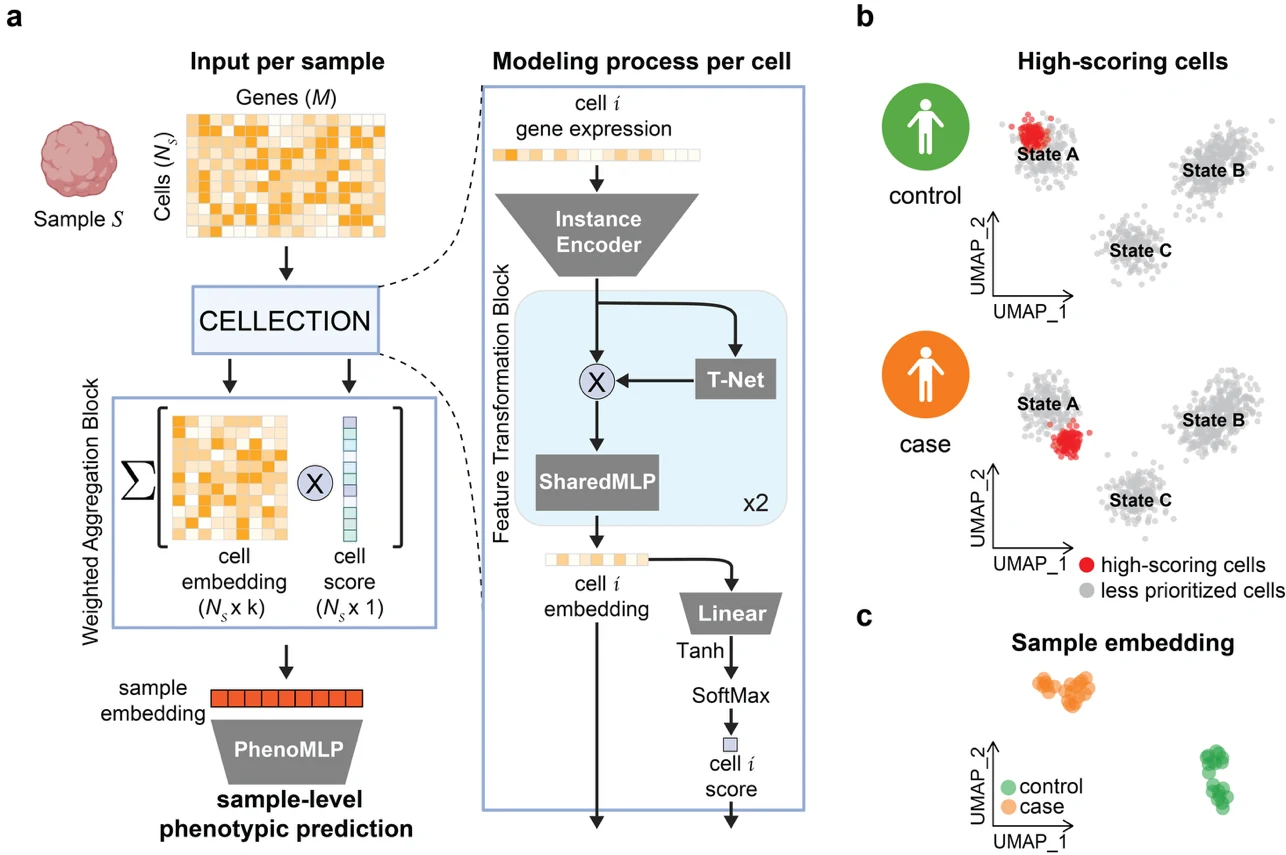 a
Input per sample
Genes (M)
Cells (Nₛ)
Sample S
CELLECTION
Weighted Aggregation Block
Σ
X
cell
embedding
(Nₛ x k)
cell
score
(Nₛ x 1)
sample
embedding
PhenoMLP
sample-level
phenotypic prediction
Modeling process per cell
cell i
gene expression
Instance
Encoder
Feature Transformation Block
T-Net
X
SharedMLP
x2
cell i
embedding
Linear
Tanh
SoftMax
cell i
score
b
High-scoring cells
control
State A
State B
State C
UMAP_2
UMAP_1
case
State A
State B
State C
UMAP_2
UMAP_1
high-scoring cells
less prioritized cells
c
Sample embedding
control
case
UMAP_2
UMAP_1